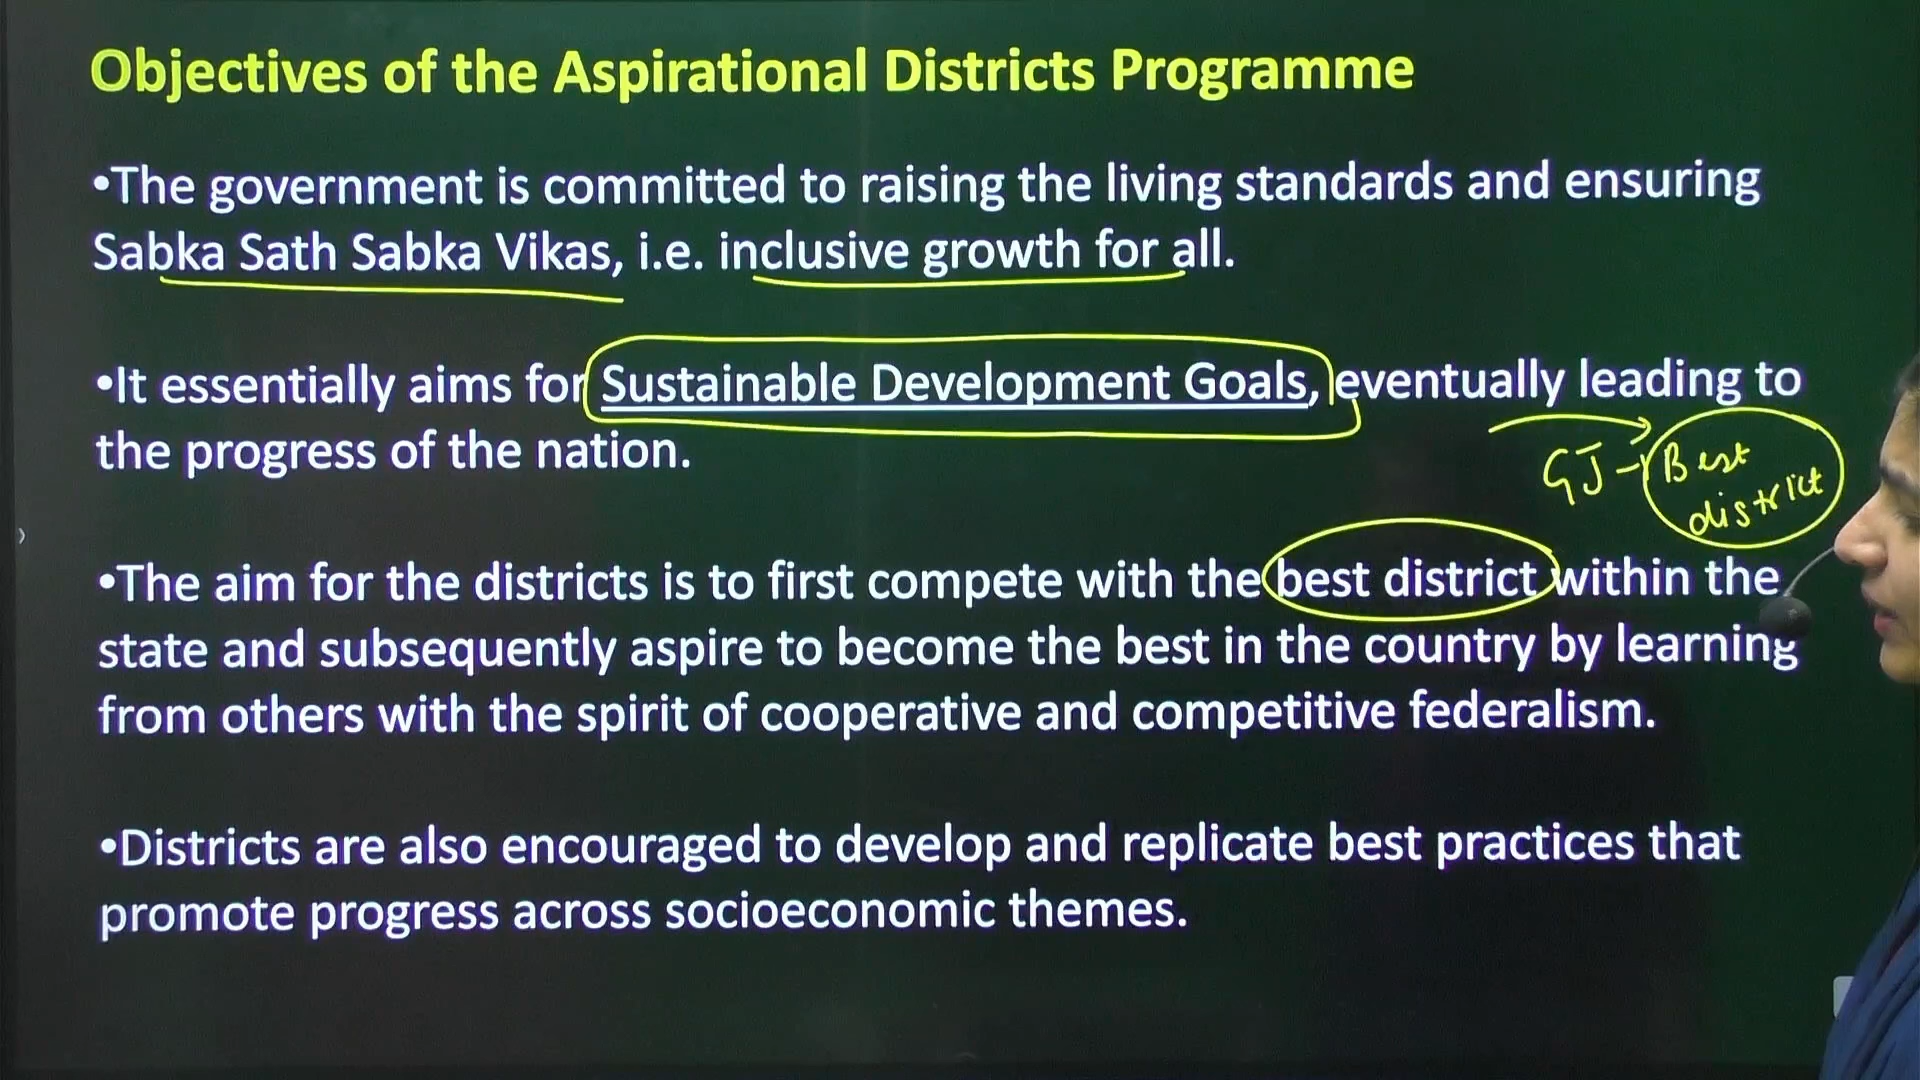 Objectives of the Aspirational Districts Programme
•The government is committed to raising the living standards and ensuring
Sabka Sath Sabka Vikas, i.e. inclusive growth for all.
•It essentially aims for Sustainable Development Goals, eventually leading to
the progress of the nation.
GJ → Best
district
•The aim for the districts is to first compete with the best district within the
state and subsequently aspire to become the best in the country by learning
from others with the spirit of cooperative and competitive federalism.
•Districts are also encouraged to develop and replicate best practices that
promote progress across socioeconomic themes.